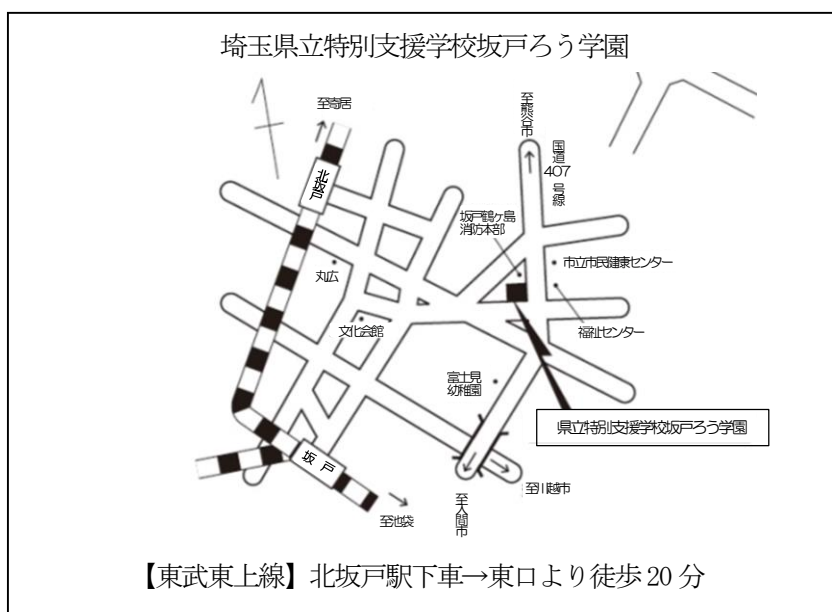 埼玉県立特別支援学校坂戸ろう学園
至寄居
至熊谷市
国道
407
号線
北坂戸
坂戸鶴ヶ島
消防本部
丸広
市立市民健康センター
文化会館
福祉センター
富士見
幼稚園
県立特別支援学校坂戸ろう学園
坂戸
至川越市
至入間市
至池袋
【東武東上線】北坂戸駅下車→東口より徒歩20分